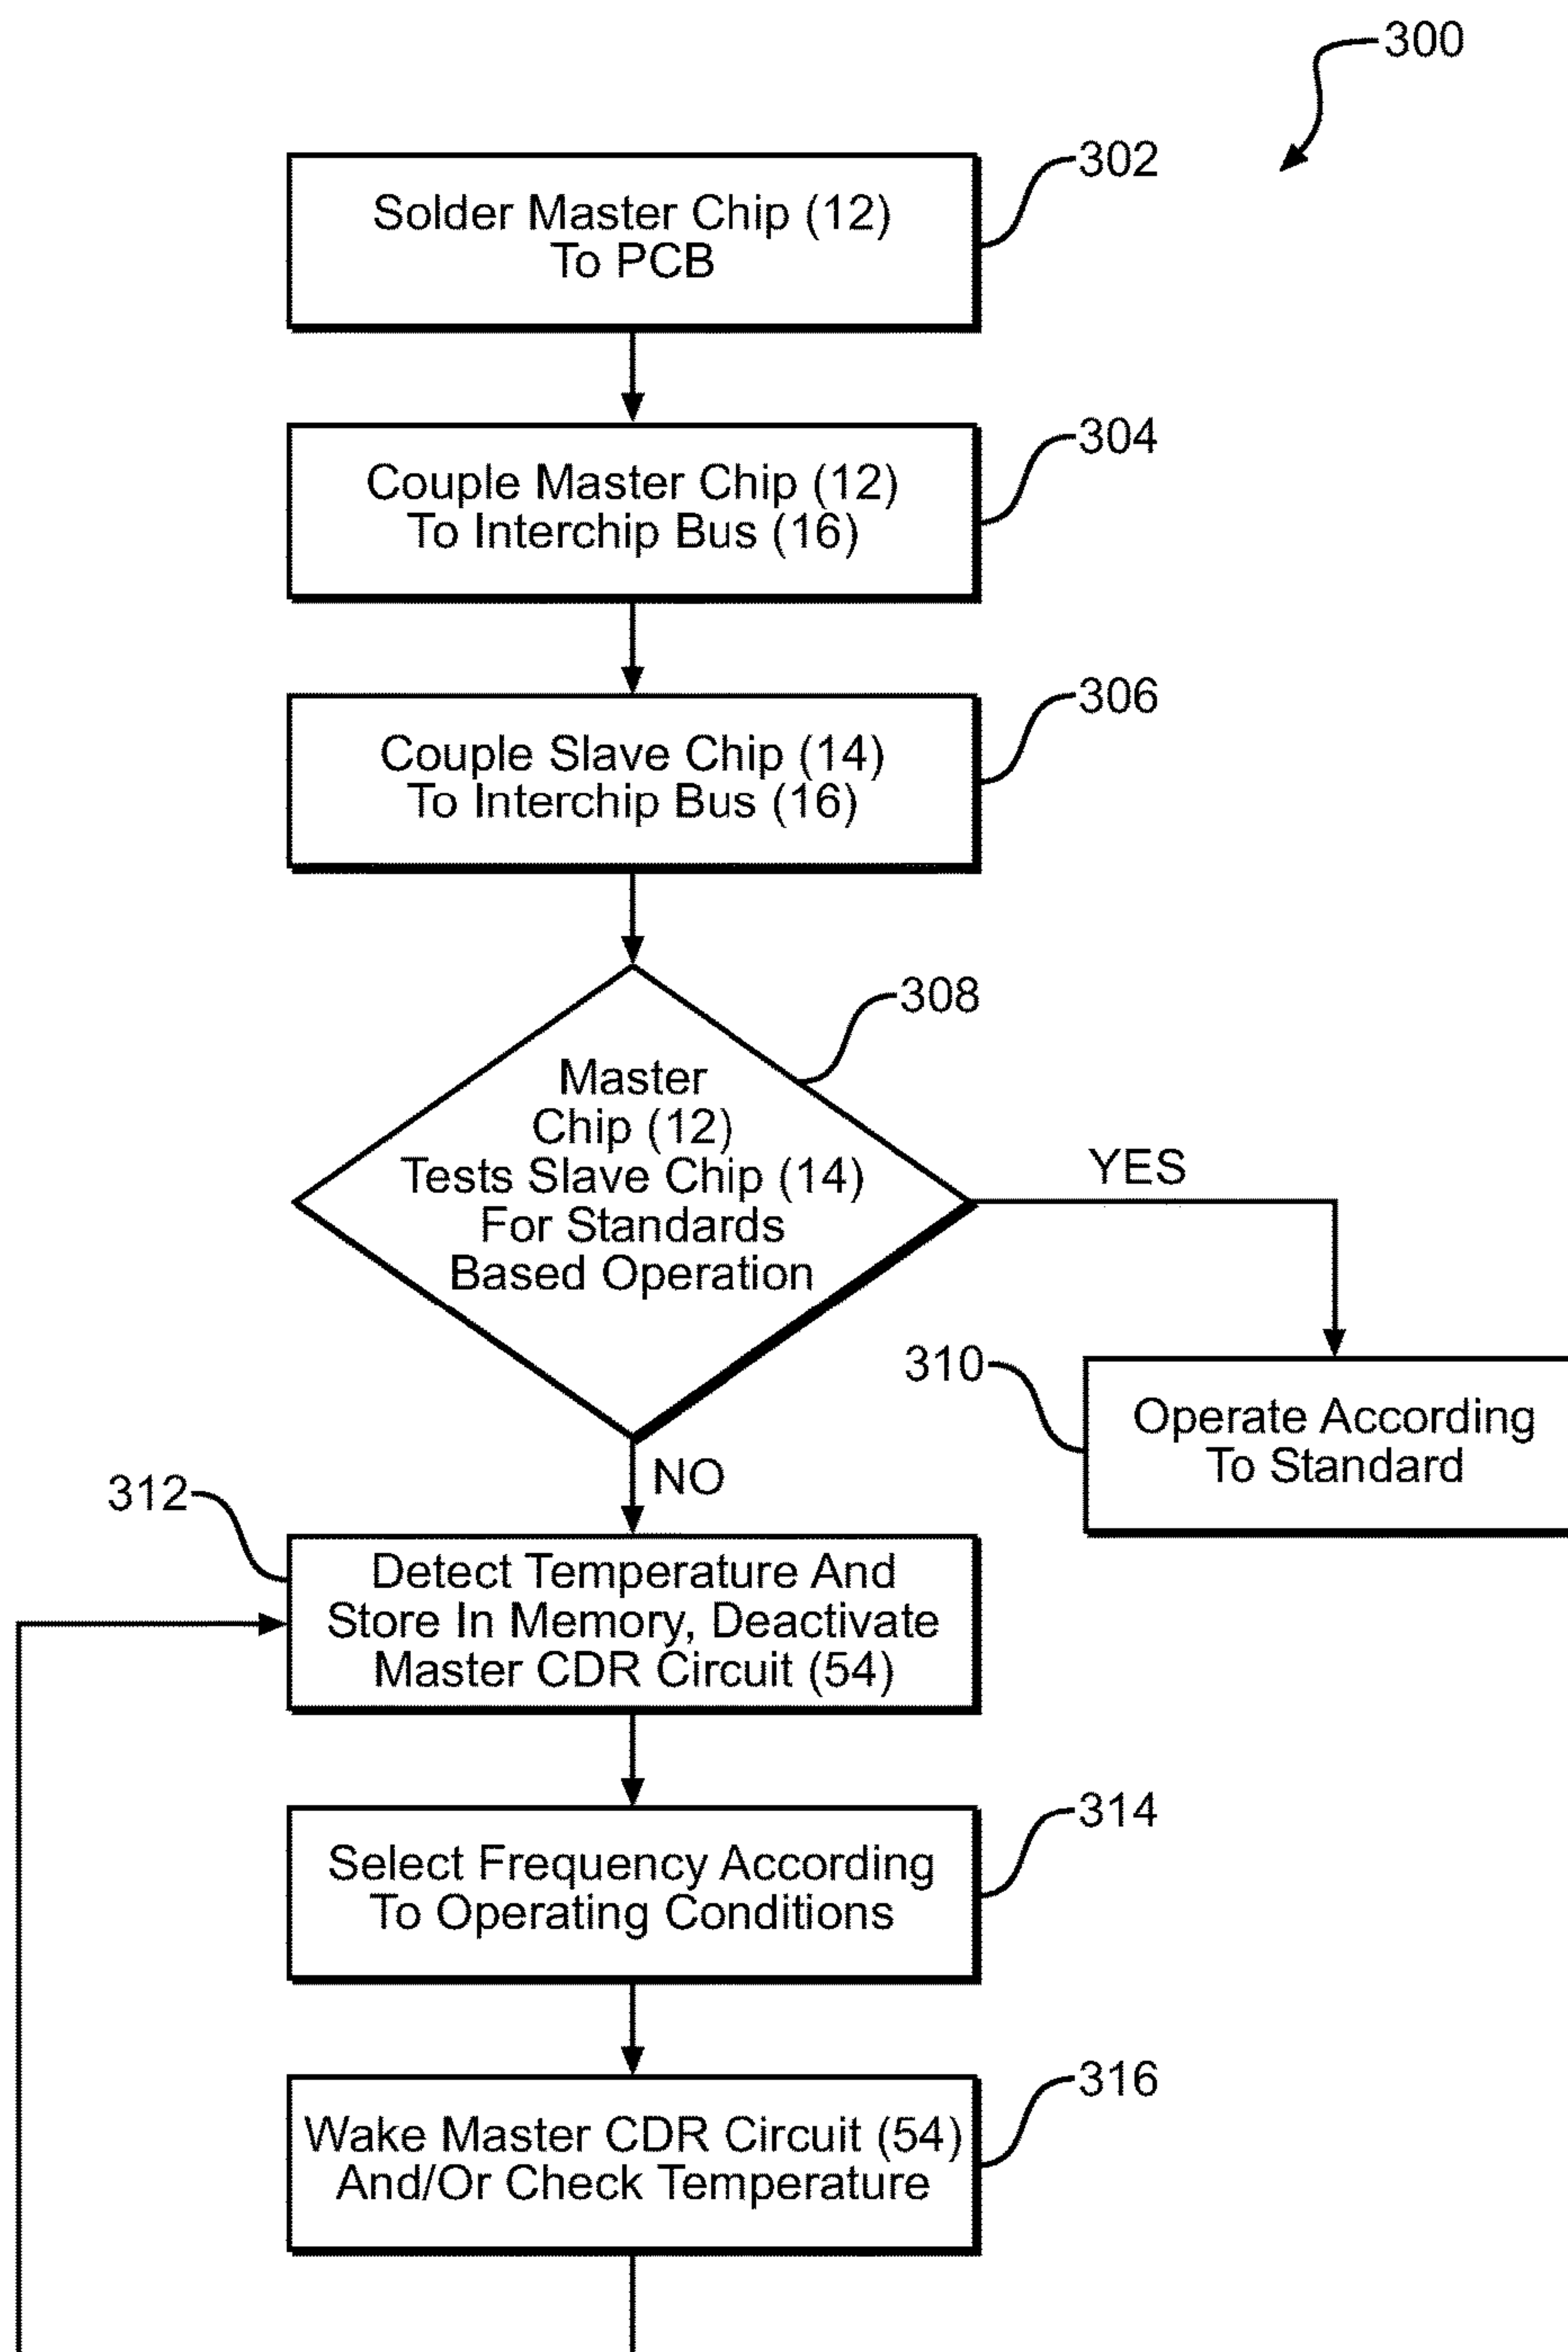 300
302
Solder Master Chip (12)
To PCB
304
Couple Master Chip (12)
To Interchip Bus (16)
306
Couple Slave Chip (14)
To Interchip Bus (16)
308
Master
Chip (12)
Tests Slave Chip (14)
For Standards
Based Operation
YES
310
Operate According
To Standard
NO
312
Detect Temperature And
Store In Memory, Deactivate
Master CDR Circuit (54)
314
Select Frequency According
To Operating Conditions
316
Wake Master CDR Circuit (54)
And/Or Check Temperature